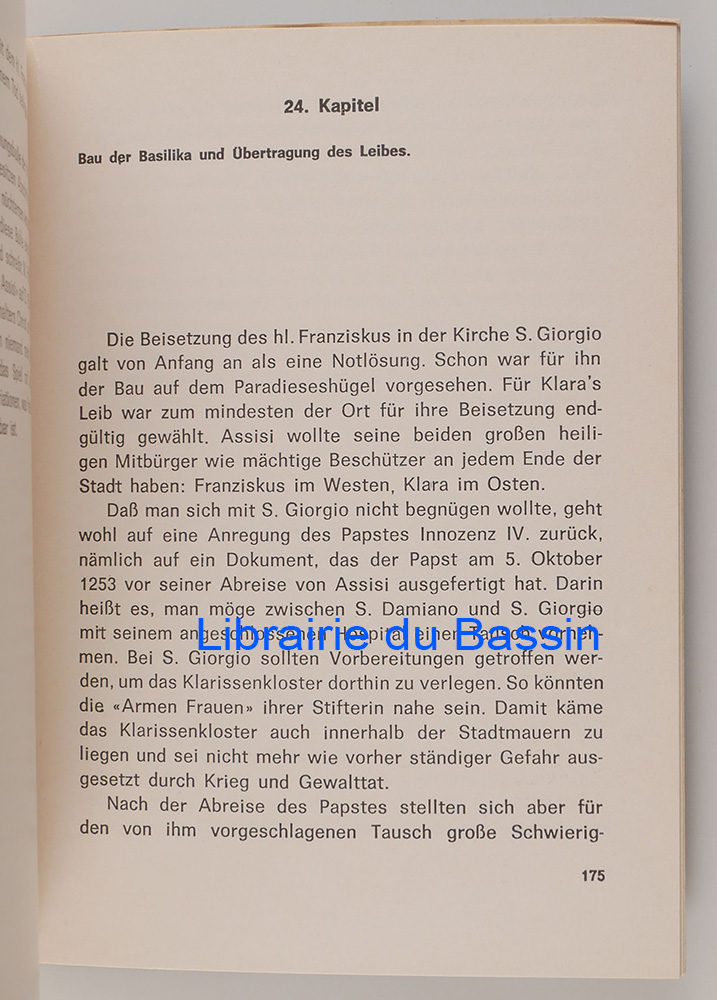 24. Kapitel
Bau der Basilika und Übertragung des Leibes.
Die Beisetzung des hl. Franziskus in der Kirche S. Giorgio
galt von Anfang an als eine Notlösung. Schon war für ihn
der Bau auf dem Paradieseshügel vorgesehen. Für Klara's
Leib war zum mindesten der Ort für ihre Beisetzung end-
gültig gewählt. Assisi wollte seine beiden großen heili-
gen Mitbürger wie mächtige Beschützer an jedem Ende der
Stadt haben: Franziskus im Westen, Klara im Osten.
Daß man sich mit S. Giorgio nicht begnügen wollte, geht
wohl auf eine Anregung des Papstes Innozenz IV. zurück,
nämlich auf ein Dokument, das der Papst am 5. Oktober
1253 vor seiner Abreise von Assisi ausgefertigt hat. Darin
heißt es, man möge zwischen S. Damiano und S. Giorgio
mit seinem angeschlossenen Hospital einen Tausch vorneh-
Librairie du Bassin
men. Bei S. Giorgio sollten Vorbereitungen getroffen wer-
den, um das Klarissenkloster dorthin zu verlegen. So könnten
die «Armen Frauen» ihrer Stifterin nahe sein. Damit käme
das Klarissenkloster auch innerhalb der Stadtmauern zu
liegen und sei nicht mehr wie vorher ständiger Gefahr aus-
gesetzt durch Krieg und Gewalttat.
Nach der Abreise des Papstes stellten sich aber für
den von ihm vorgeschlagenen Tausch große Schwierig-
175